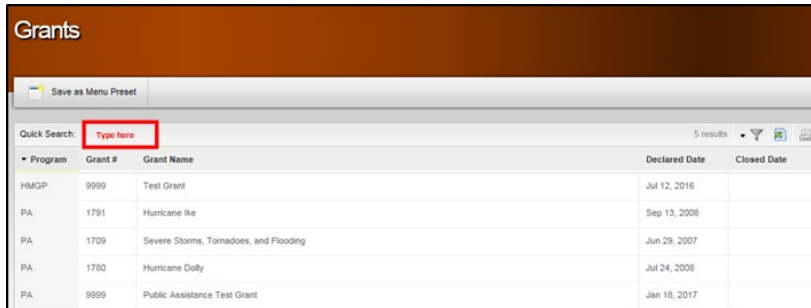 Grants
Save as Menu Preset
Quick Search: Type here 5 results
Program Grant # Grant Name Declared Date Closed Date
HMGP 9999 Test Grant Jul 12, 2016
PA 1791 Hurricane Ike Sep 13, 2008
PA 1709 Severe Storms, Tornadoes, and Flooding Jun 29, 2007
PA 1780 Hurricane Dolly Jul 24, 2008
PA 9999 Public Assistance Test Grant Jan 18, 2017